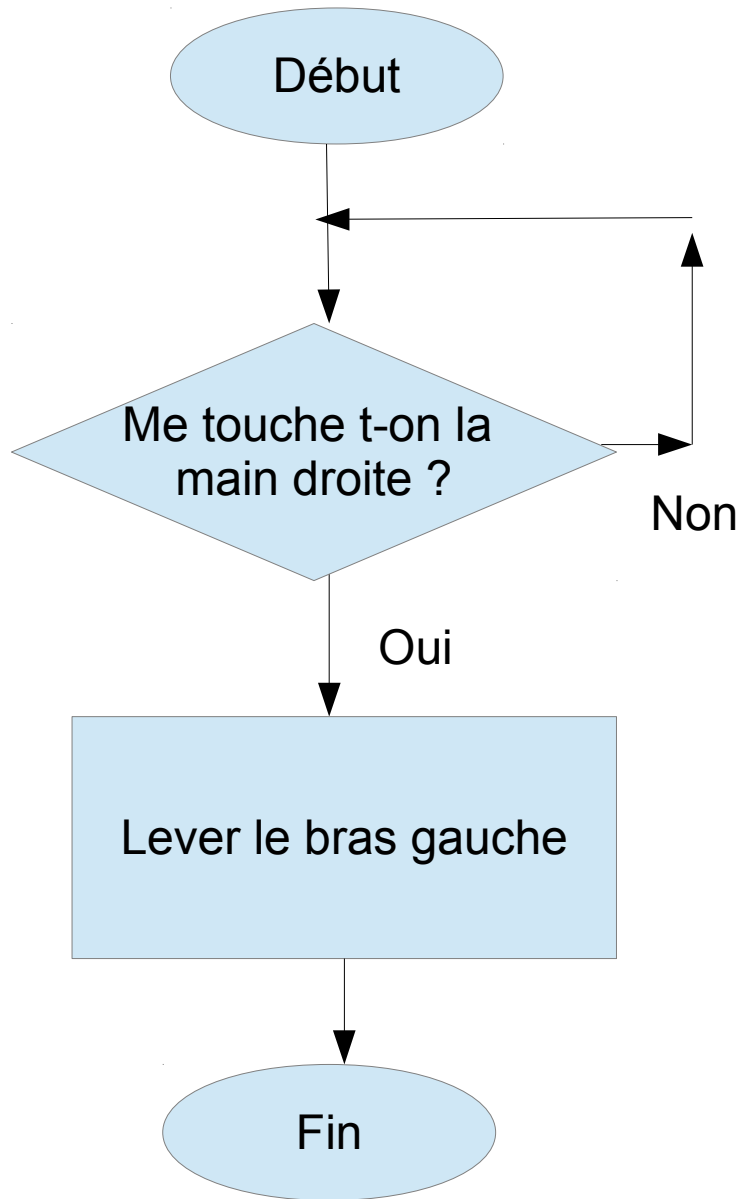 Début
Me touche t-on la
main droite ?
Non
Oui
Lever le bras gauche
Fin